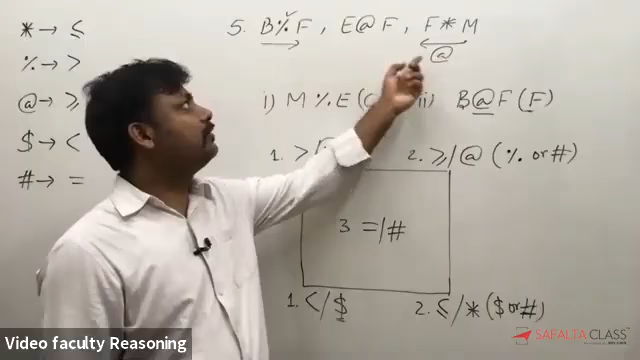 * → ≤
% → >
@ → ≥
$ → <
# → =
5. B % F , E @ F , F * M
@
i) M % E ( ii) B @ F ( F )
1. > 2. ≥ / @ ( % or # )
3 = / #
1. < / $ 2. ≤ / * ( $ or # )
SAFALTA CLASS
Video faculty Reasoning